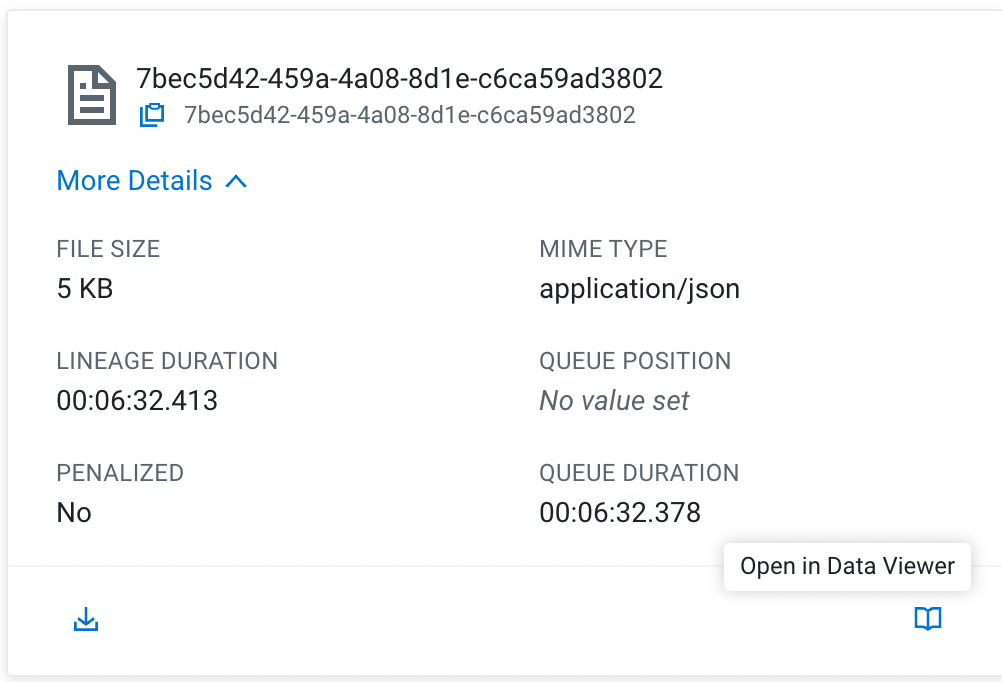 7bec5d42-459a-4a08-8d1e-c6ca59ad3802
7bec5d42-459a-4a08-8d1e-c6ca59ad3802
More Details
FILE SIZE
5 KB
MIME TYPE
application/json
LINEAGE DURATION
00:06:32.413
QUEUE POSITION
No value set
PENALIZED
No
QUEUE DURATION
00:06:32.378
Open in Data Viewer